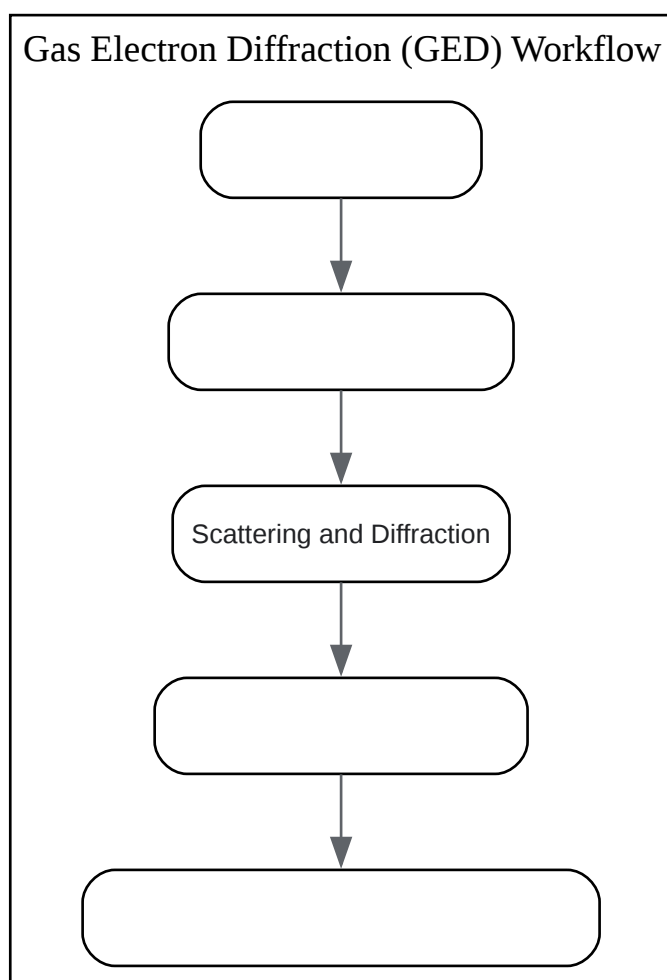 Gas Electron Diffraction (GED) Workflow
Scattering and Diffraction